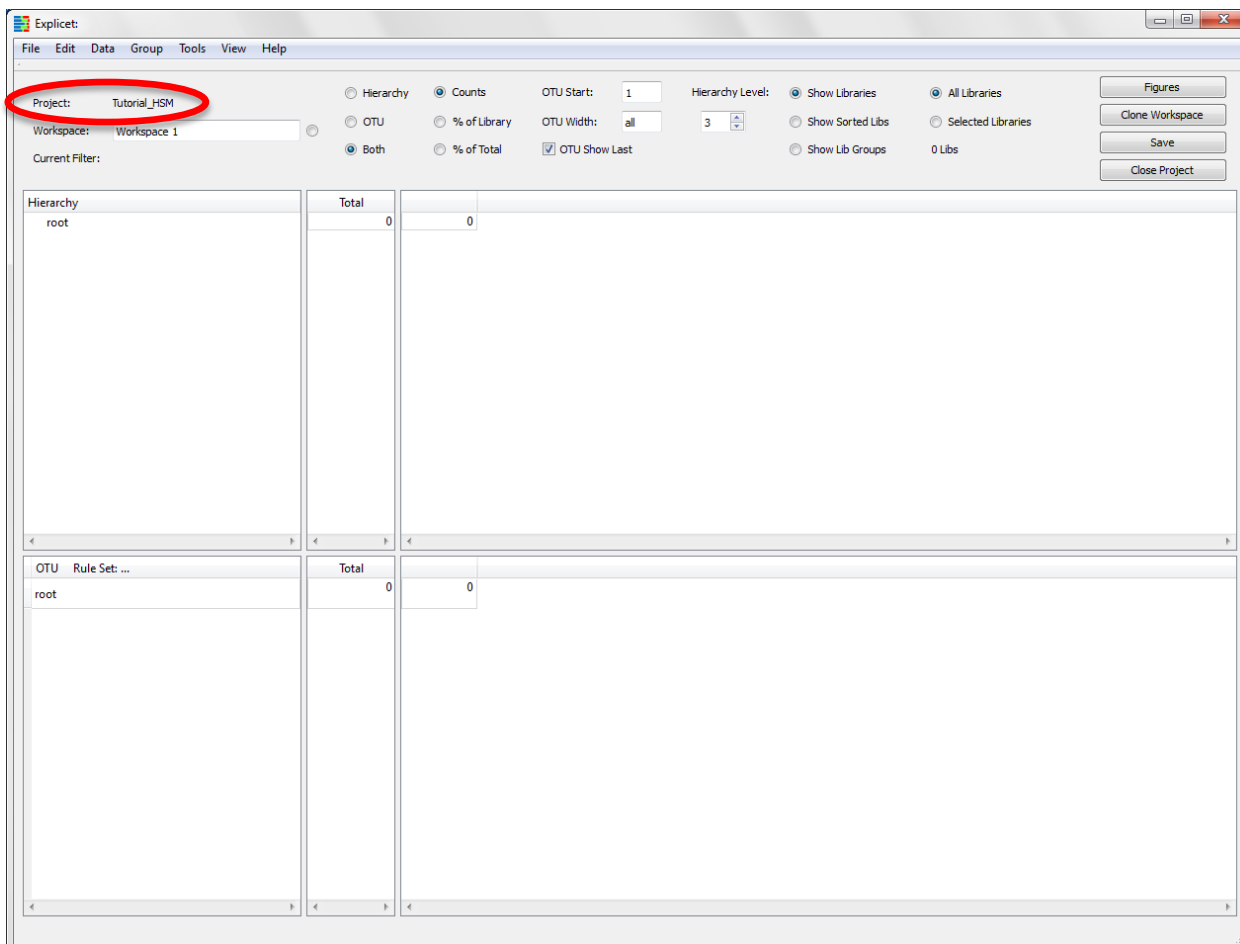 Explicet:
File Edit Data Group Tools View Help
Project: Tutorial_HSM
Workspace: Workspace 1
Current Filter:
Hierarchy
OTU
Both
Counts
% of Library
% of Total
OTU Start: 1
OTU Width: all
OTU Show Last
Hierarchy Level:
3
Show Libraries
Show Sorted Libs
Show Lib Groups
All Libraries
Selected Libraries
0 Libs
Figures
Clone Workspace
Save
Close Project
Hierarchy Total
root 0 0
OTU Rule Set: ... Total
root 0 0